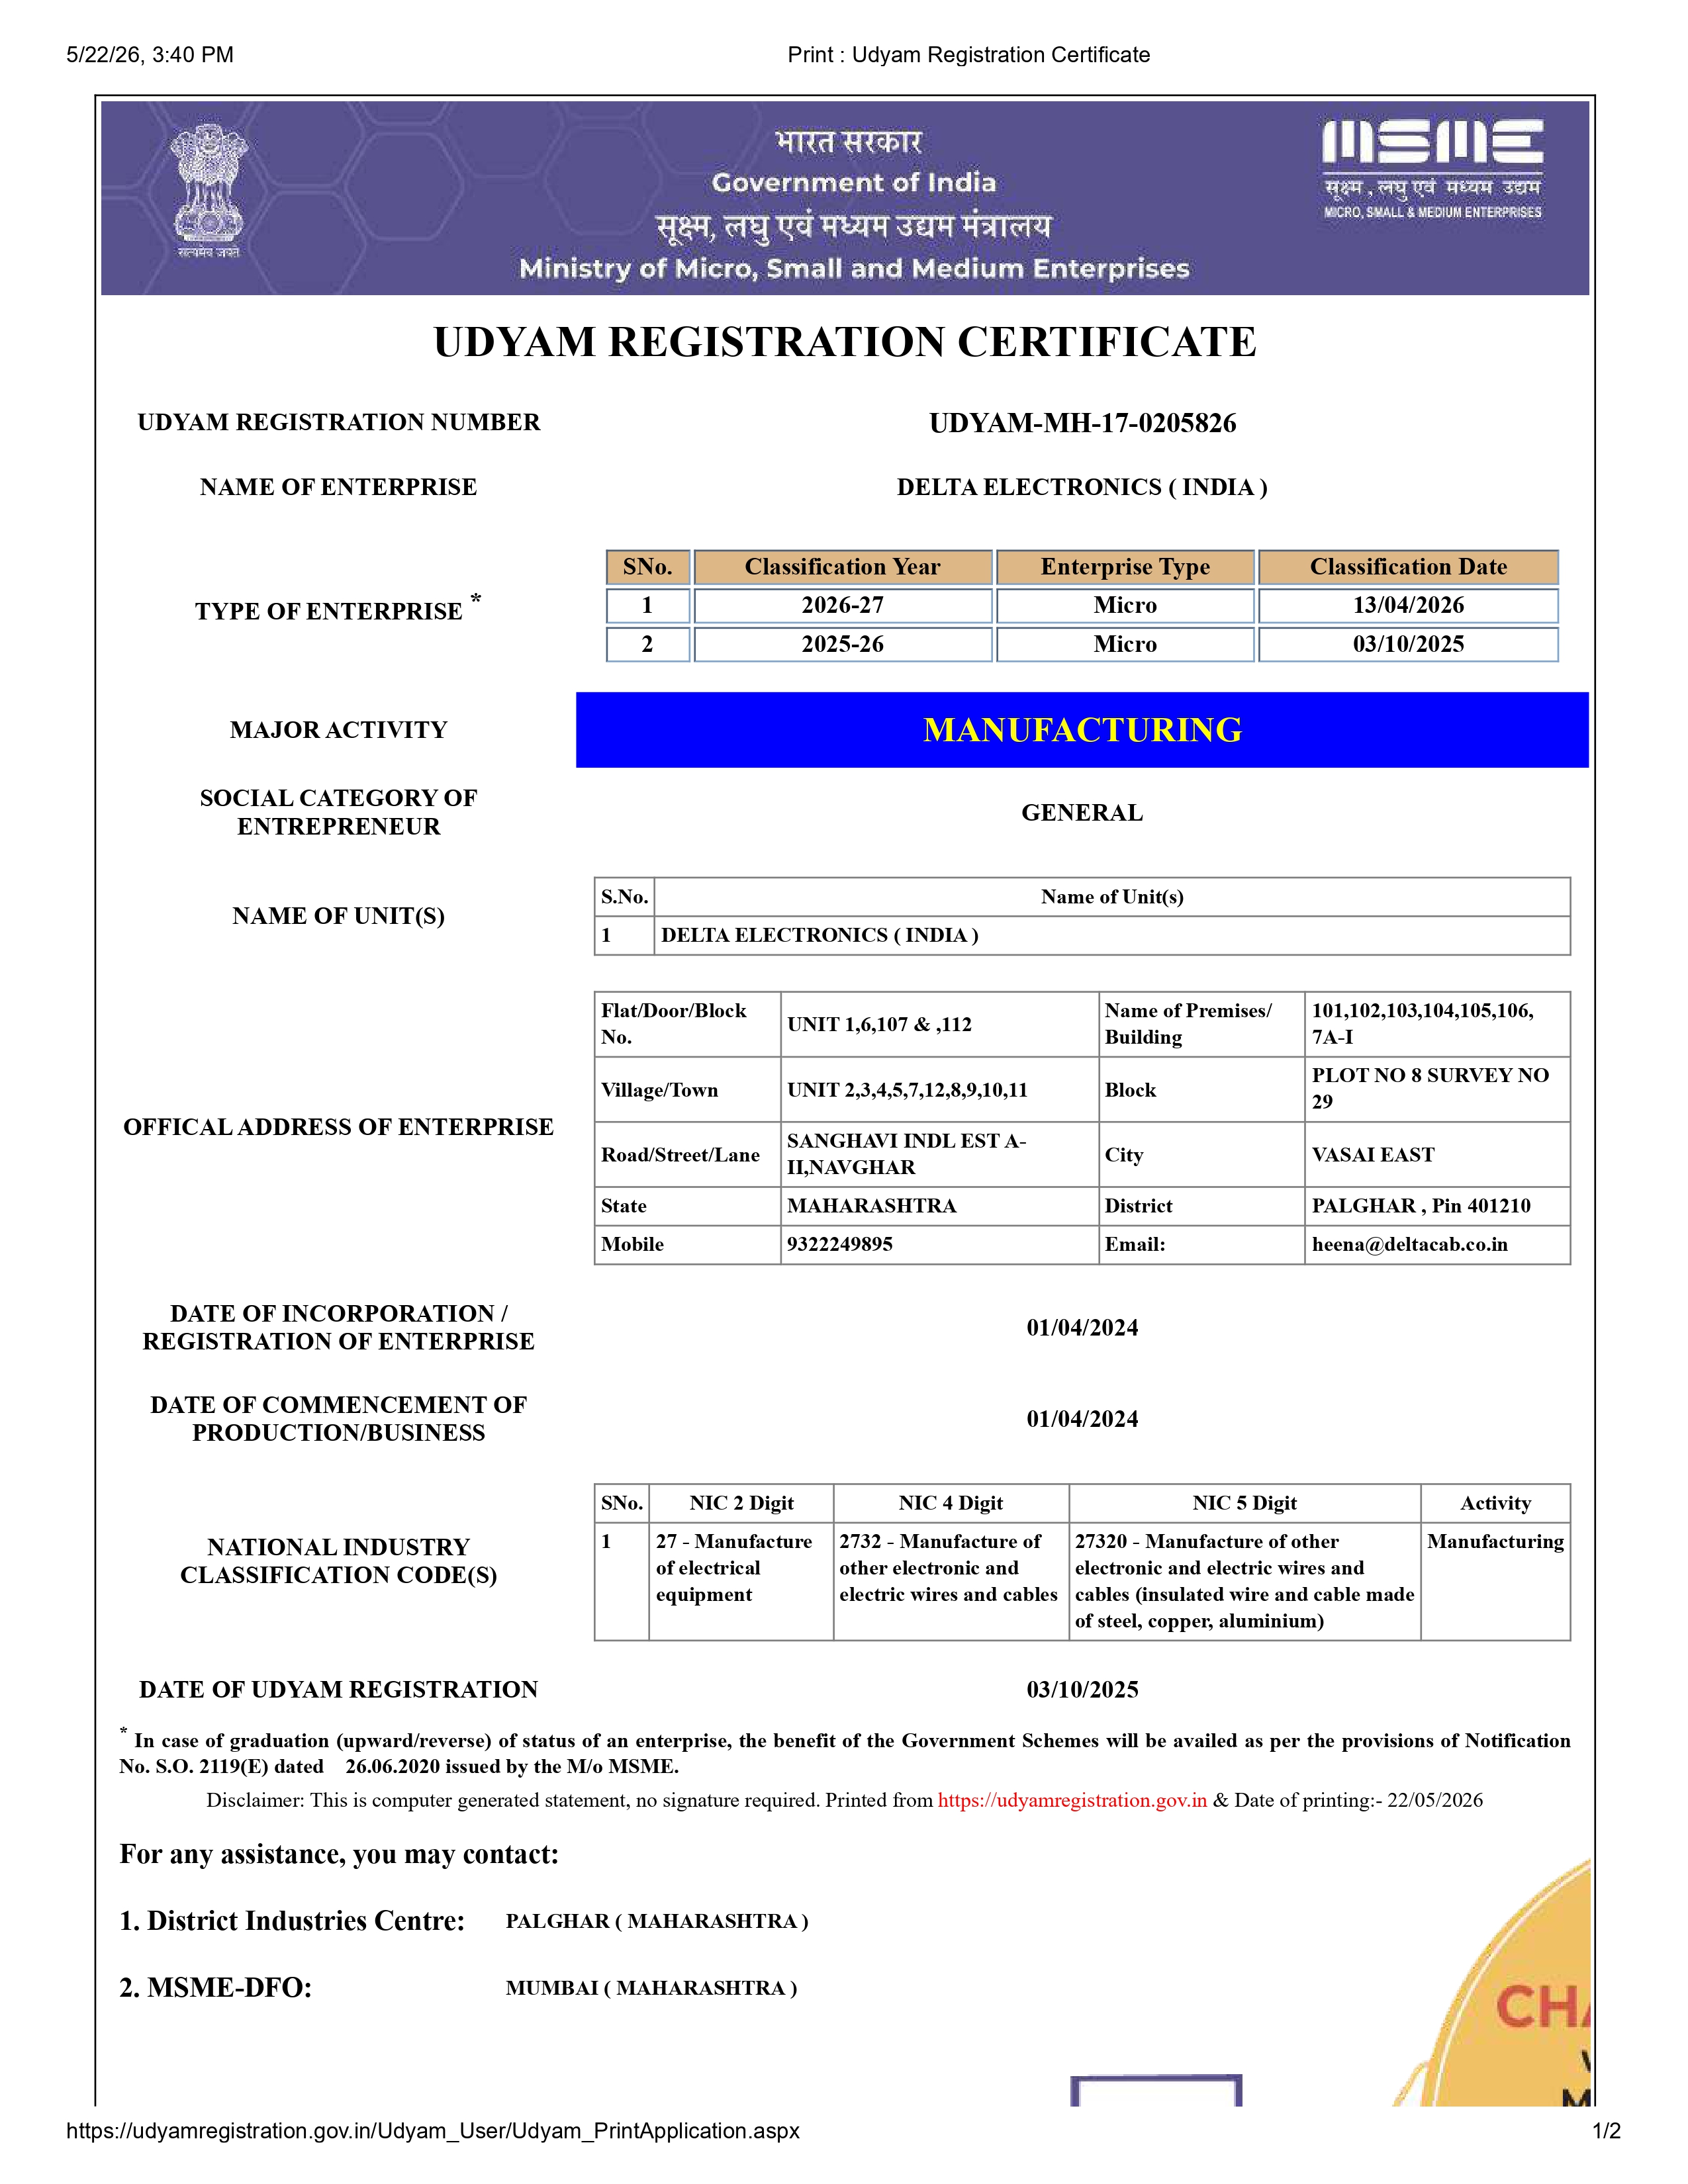 5/22/26, 3:40 PM
Print : Udyam Registration Certificate
भारत सरकार
Government of India
सूक्ष्म, लघु एवं मध्यम उद्यम मंत्रालय
Ministry of Micro, Small and Medium Enterprises
सत्यमेव जयते
MSME
सूक्ष्म, लघु एवं मध्यम उद्यम
MICRO, SMALL & MEDIUM ENTERPRISES
UDYAM REGISTRATION CERTIFICATE
UDYAM REGISTRATION NUMBER UDYAM-MH-17-0205826
NAME OF ENTERPRISE DELTA ELECTRONICS ( INDIA )
TYPE OF ENTERPRISE *
SNo. Classification Year Enterprise Type Classification Date
1 2026-27 Micro 13/04/2026
2 2025-26 Micro 03/10/2025
MAJOR ACTIVITY MANUFACTURING
SOCIAL CATEGORY OF
ENTREPRENEUR
GENERAL
NAME OF UNIT(S)
S.No. Name of Unit(s)
1 DELTA ELECTRONICS ( INDIA )
OFFICAL ADDRESS OF ENTERPRISE
Flat/Door/Block
No.
UNIT 1,6,107 & ,112
Name of Premises/
Building
101,102,103,104,105,106,
7A-I
Village/Town UNIT 2,3,4,5,7,12,8,9,10,11 Block
PLOT NO 8 SURVEY NO
29
Road/Street/Lane
SANGHAVI INDL EST A-
II,NAVGHAR
City VASAI EAST
State MAHARASHTRA District PALGHAR , Pin 401210
Mobile 9322249895 Email: heena@deltacab.co.in
DATE OF INCORPORATION /
REGISTRATION OF ENTERPRISE
01/04/2024
DATE OF COMMENCEMENT OF
PRODUCTION/BUSINESS
01/04/2024
NATIONAL INDUSTRY
CLASSIFICATION CODE(S)
SNo. NIC 2 Digit NIC 4 Digit NIC 5 Digit Activity
1
27 - Manufacture
of electrical
equipment
2732 - Manufacture of
other electronic and
electric wires and cables
27320 - Manufacture of other
electronic and electric wires and
cables (insulated wire and cable made
of steel, copper, aluminium)
Manufacturing
DATE OF UDYAM REGISTRATION 03/10/2025
* In case of graduation (upward/reverse) of status of an enterprise, the benefit of the Government Schemes will be availed as per the provisions of Notification
No. S.O. 2119(E) dated 26.06.2020 issued by the M/o MSME.
Disclaimer: This is computer generated statement, no signature required. Printed from https://udyamregistration.gov.in & Date of printing:- 22/05/2026
For any assistance, you may contact:
1. District Industries Centre: PALGHAR ( MAHARASHTRA )
2. MSME-DFO: MUMBAI ( MAHARASHTRA )
https://udyamregistration.gov.in/Udyam_User/Udyam_PrintApplication.aspx
1/2